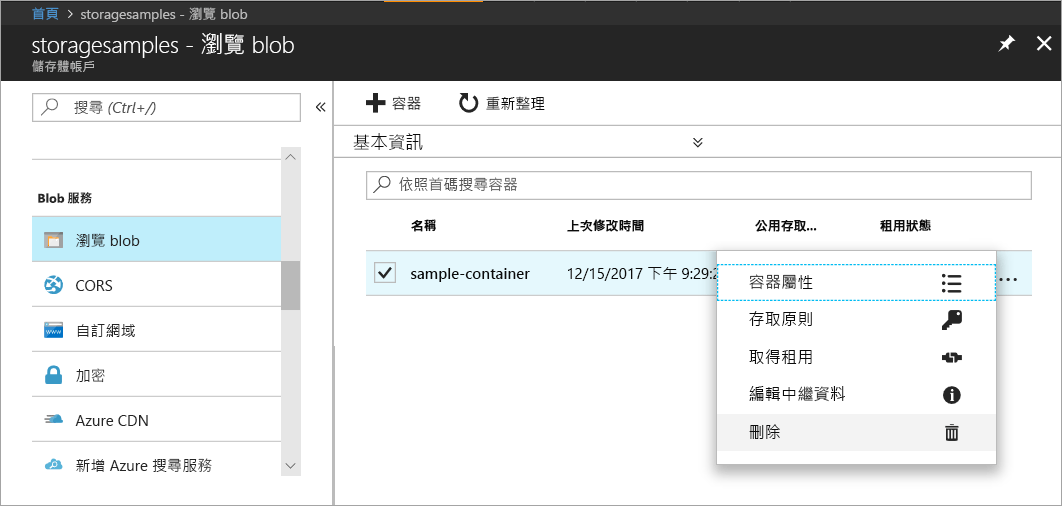 首頁 > storagesamples - 瀏覽 blob
storagesamples - 瀏覽 blob
儲存體帳戶
搜尋 (Ctrl+/)
Blob 服務
瀏覽 blob
CORS
自訂網域
加密
Azure CDN
新增 Azure 搜尋服務
容器 重新整理
基本資訊
依照首碼搜尋容器
名稱 上次修改時間 公用存取... 租用狀態
sample-container 12/15/2017 下午 9:29:2
容器屬性
存取原則
取得租用
編輯中繼資料
刪除